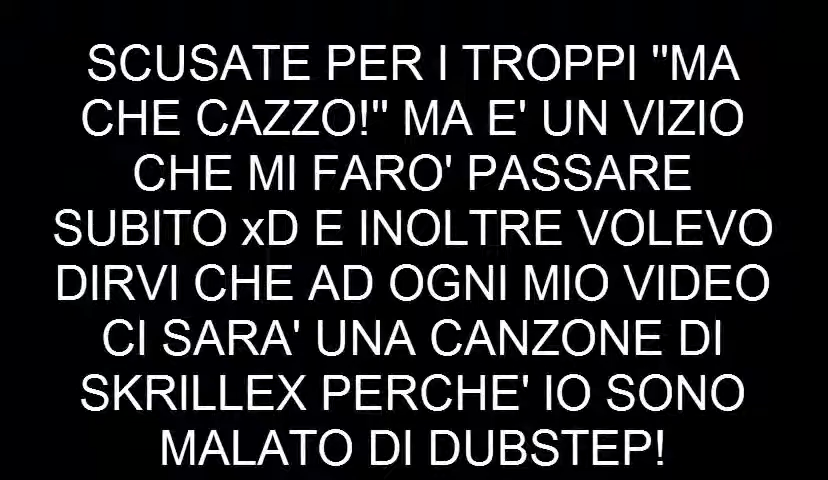 SCUSATE PER I TROPPI "MA
CHE CAZZO!" MA E' UN VIZIO
CHE MI FARO' PASSARE
SUBITO xD E INOLTRE VOLEVO
DIRVI CHE AD OGNI MIO VIDEO
CI SARA' UNA CANZONE DI
SKRILLEX PERCHE' IO SONO
MALATO DI DUBSTEP!